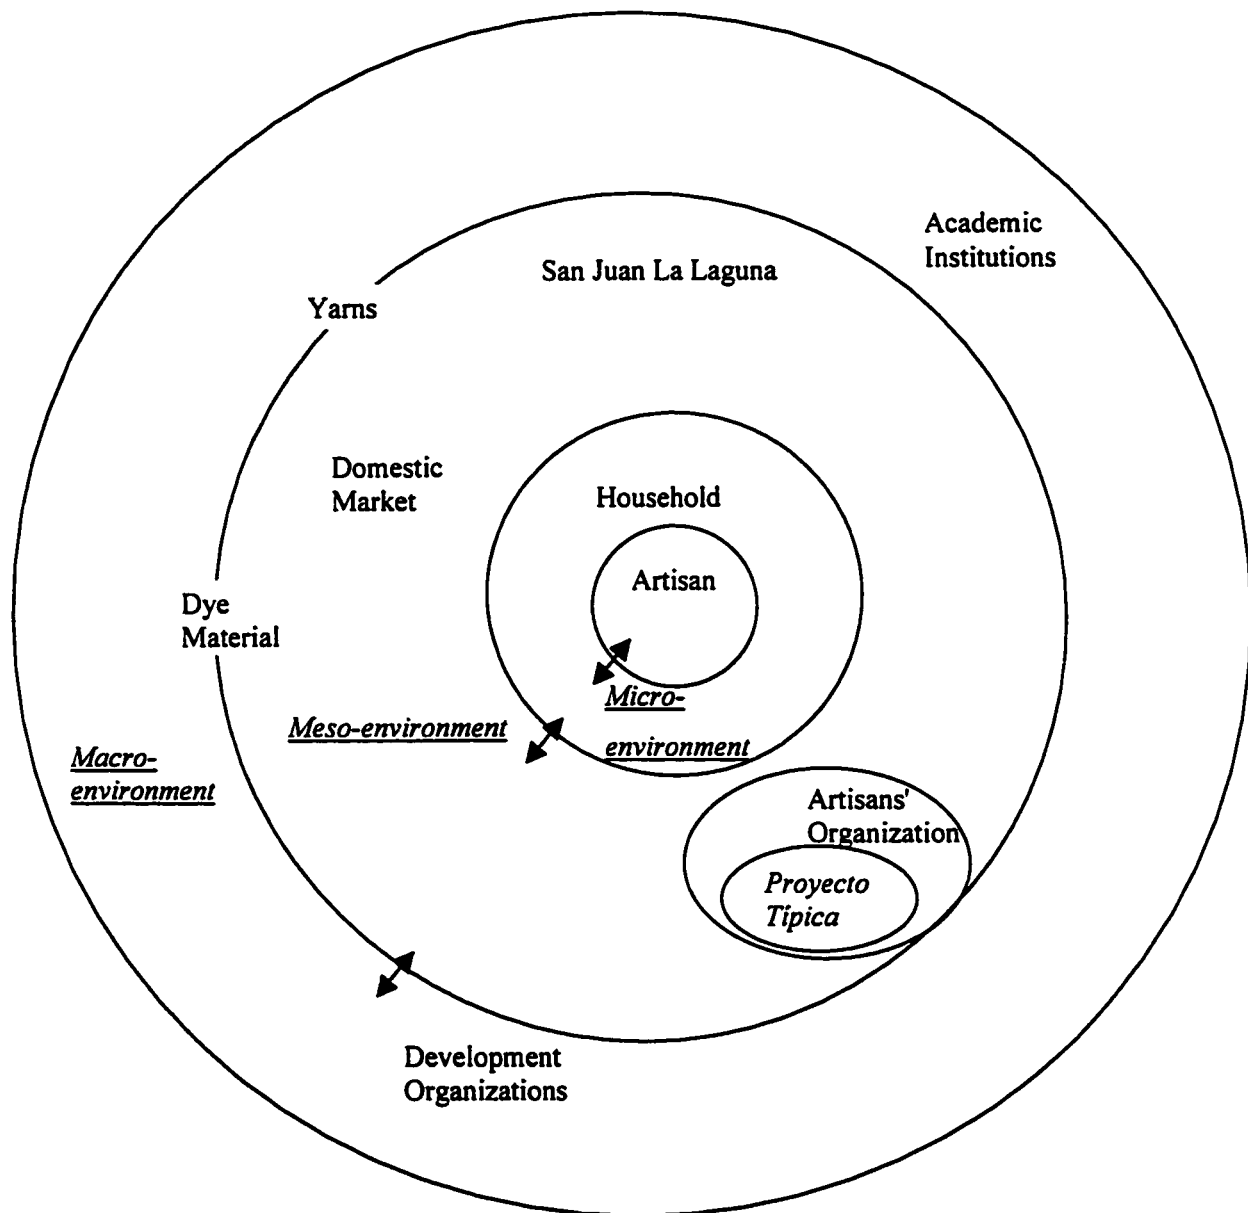 Academic
Institutions
San Juan La Laguna
Yarns
Domestic
Market
Household
Artisan
Dye
Material
Micro-
environment
Meso-environment
Macro-
environment
Artisans'
Organization
Proyecto
Típica
Development
Organizations